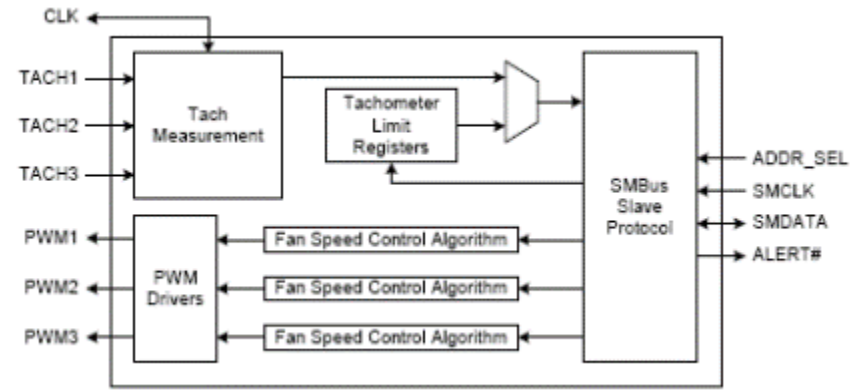 CLK
TACH1
TACH2
TACH3
Tach
Measurement
Tachometer
Limit
Registers
SMBus
Slave
Protocol
ADDR_SEL
SMCLK
SMDATA
ALERT#
PWM1
PWM2
PWM3
PWM
Drivers
Fan Speed Control Algorithm
Fan Speed Control Algorithm
Fan Speed Control Algorithm